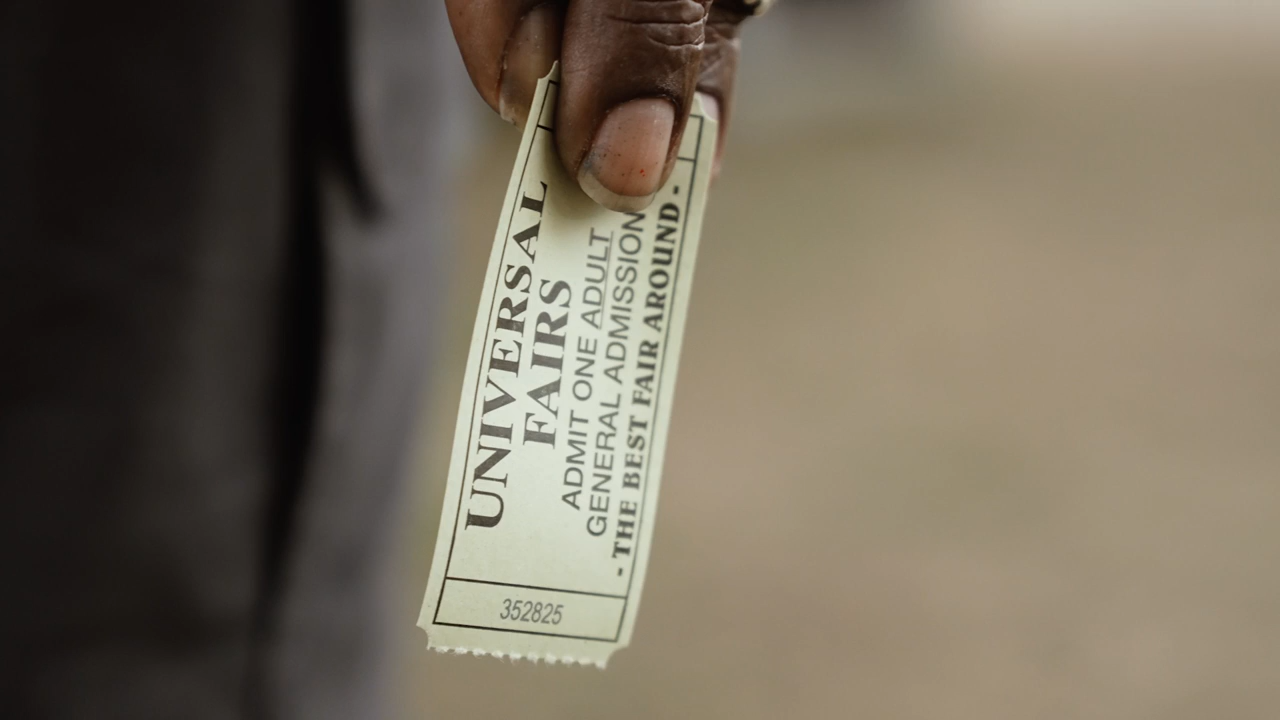 UNIVERSAL
FAIRS
ADMIT ONE ADULT
GENERAL ADMISSION
- THE BEST FAIR AROUND -
352825